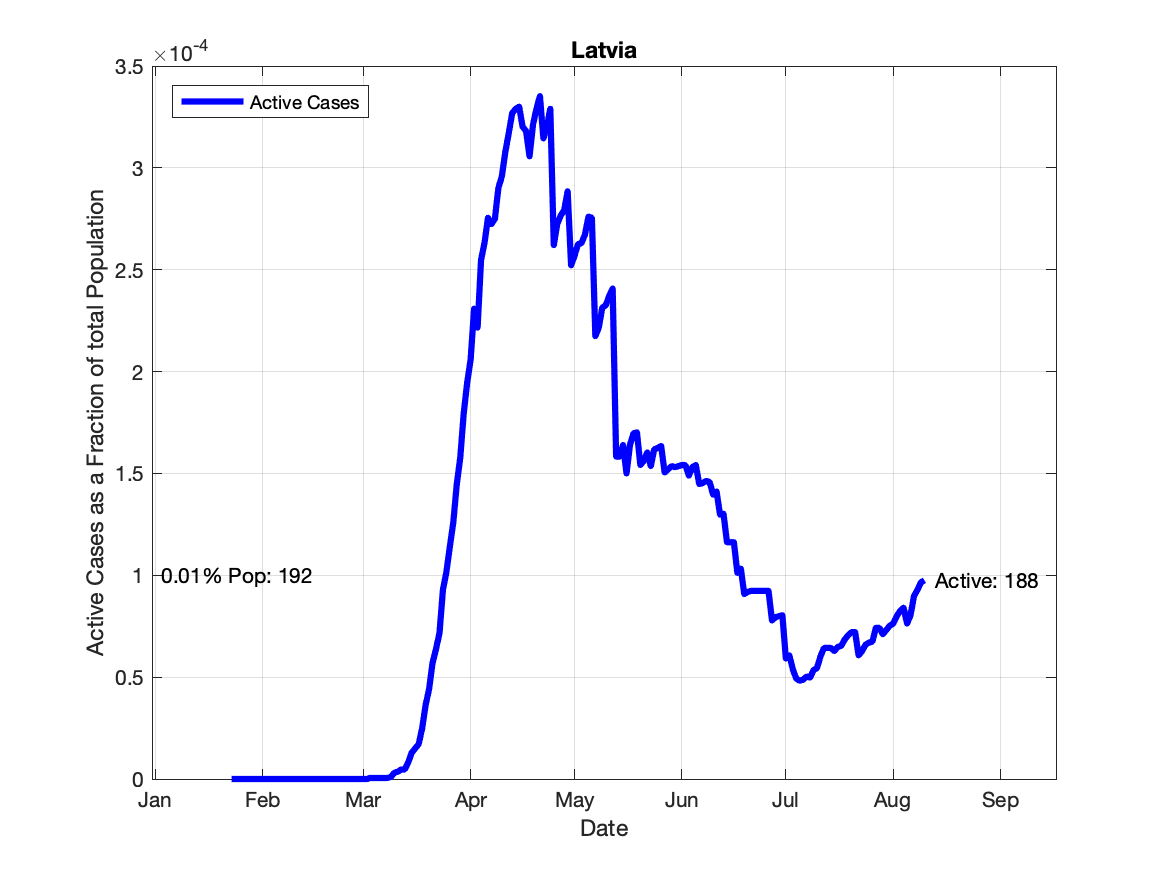 Latvia
×10-4
3.5
3
2.5
2
1.5
1
0.5
0
Active Cases as a Fraction of total Population
Active Cases
0.01% Pop: 192
Active: 188
Jan Feb Mar Apr May Jun Jul Aug Sep
Date